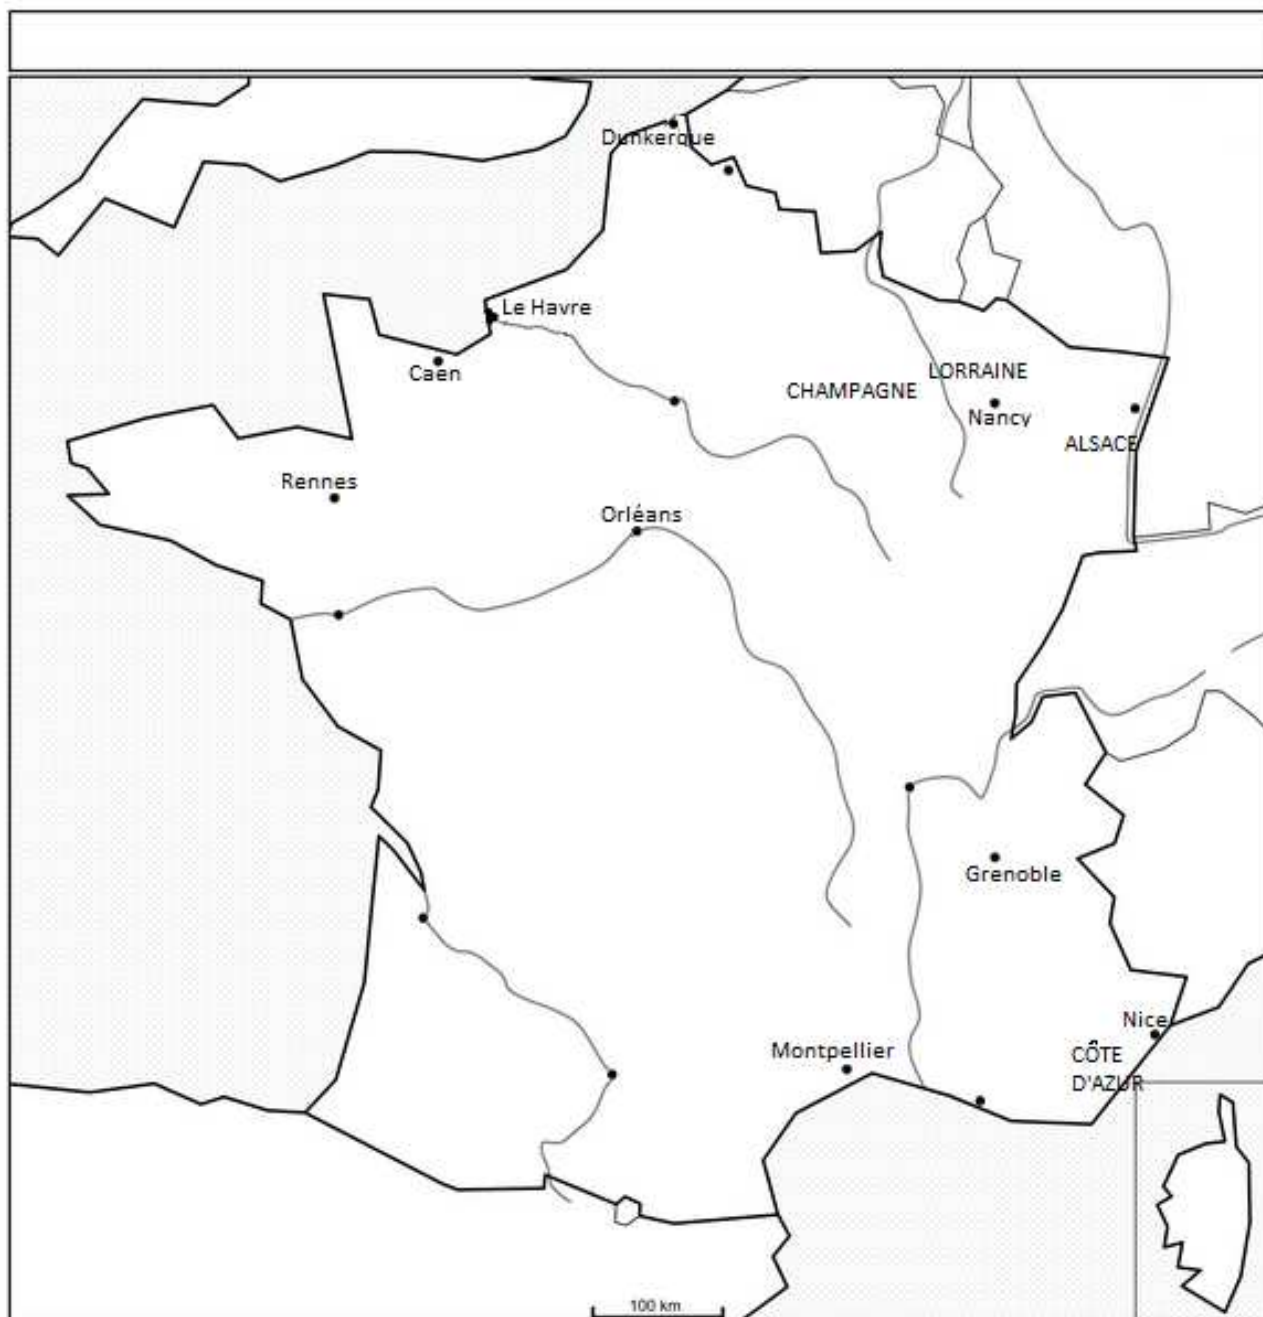 Dunkerque
Le Havre
Caen
LORRAINE
CHAMPAGNE
Nancy
ALSACE
Rennes
Orléans
Grenoble
Nice
Montpellier
CÔTE
D'AZUR
100 km